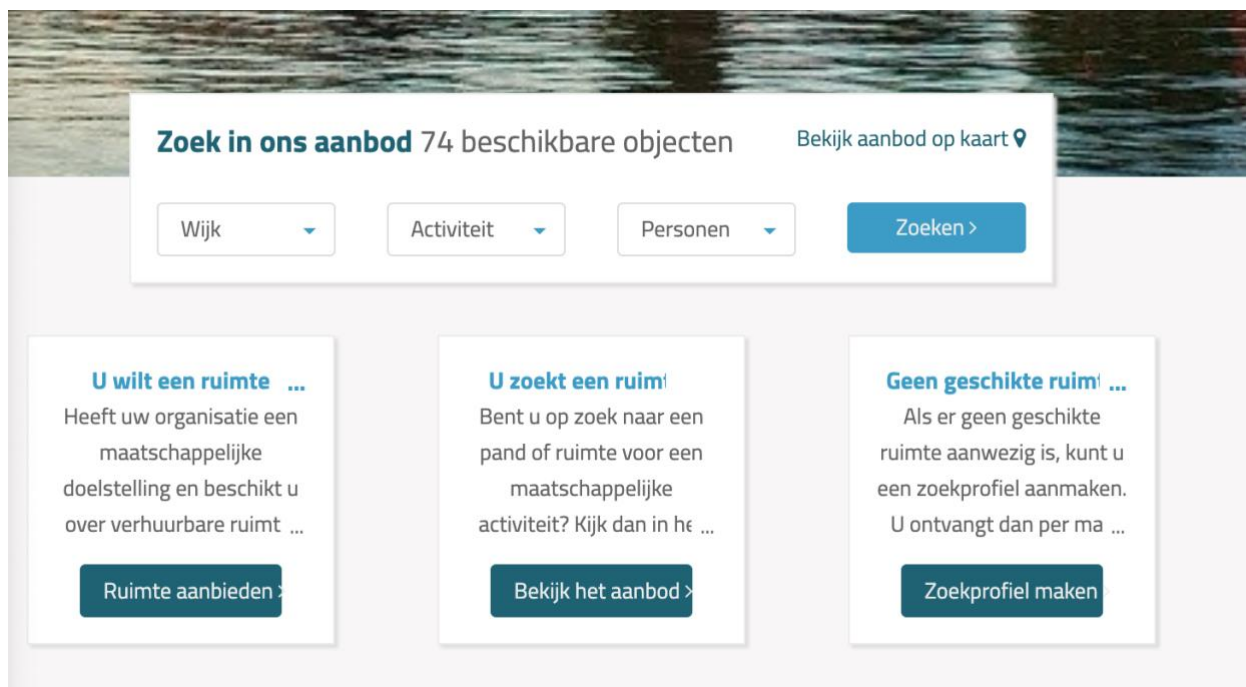 Zoek in ons aanbod 74 beschikbare objecten
Bekijk aanbod op kaart
Wijk
Activiteit
Personen
Zoeken >
U wilt een ruimte ...
Heeft uw organisatie een
maatschappelijke
doelstelling en beschikt u
over verhuurbare ruimt ...
Ruimte aanbieden >
U zoekt een
Bent u op zoek naar een
pand of ruimte voor een
maatschappelijke
activiteit? Kijk dan in he ...
Bekijk het aanbod >
Geen geschikte ...
Als er geen geschikte
ruimte aanwezig is, kunt u
een zoekprofiel aanmaken.
U ontvangt dan per ma ...
Zoekprofiel maken